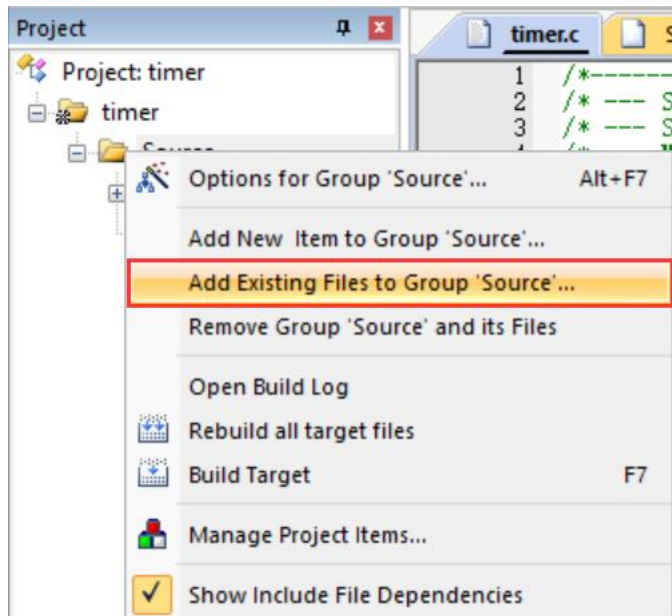 Project
timer.c
S
Project: timer
1 /*-------
timer
2 /* --- S
3 /* --- S
Options for Group 'Source'... Alt+F7
Add New Item to Group 'Source'...
Add Existing Files to Group 'Source'...
Remove Group 'Source' and its Files
Open Build Log
Rebuild all target files
Build Target F7
Manage Project Items...
Show Include File Dependencies